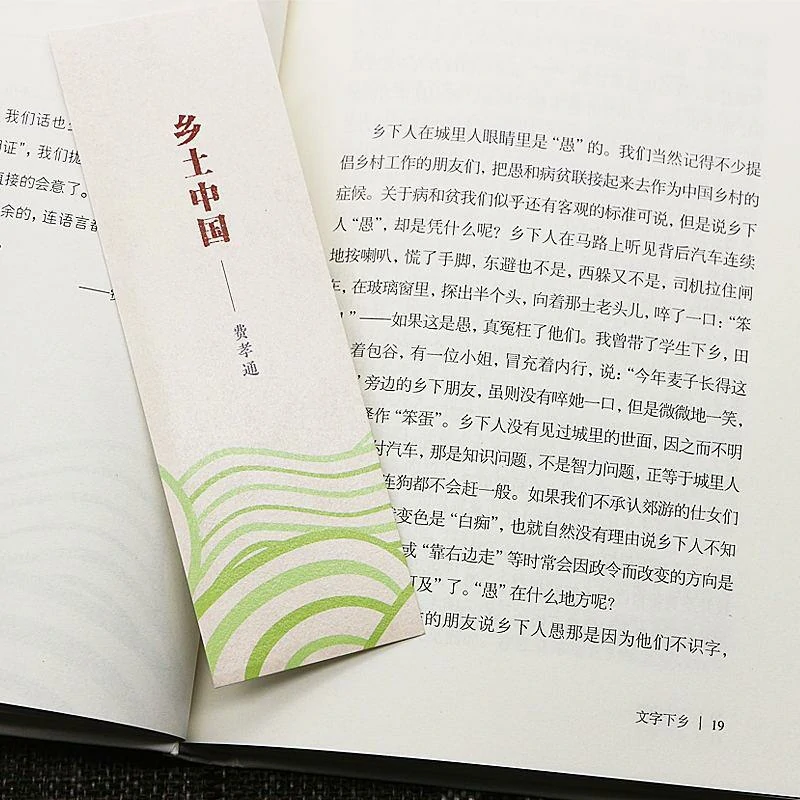 我们话也
证”，我们
直接的会意了。
余的，连语言
乡土中国
——费孝通
乡下人在城里人眼睛里是“愚”的。我们当然记得不少提
倡乡村工作的朋友们，把愚和病贫联接起来去作为中国乡村的
症候。关于病和贫我们似乎还有客观的标准可说，但是说乡下
人“愚”，却是凭什么呢？乡下人在马路上听见背后汽车连续
地按喇叭，慌了手脚，东避也不是，西躲又不是，司机拉住闸
车，在玻璃窗里，探出半个头，向着那土老头儿，啐了一口：“笨
！”——如果这是愚，真冤枉了他们。我曾带了学生下乡，田
着包谷，有一位小姐，冒充着内行，说：“今年麦子长得这
”旁边的乡下朋友，虽则没有啐她一口，但是微微地一笑，
作“笨蛋”。乡下人没有见过城里的世面，因之而不明
付汽车，那是知识问题，不是智力问题，正等于城里人
连狗都不会赶一般。如果我们不承认郊游的仕女们
变色是“白痴”，也就自然没有理由说乡下人不知
或“靠右边走”等时常会因政令而改变的方向是
可及”了。“愚”在什么地方呢？
的朋友说乡下人愚那是因为他们不识字，
文字下乡 | 19